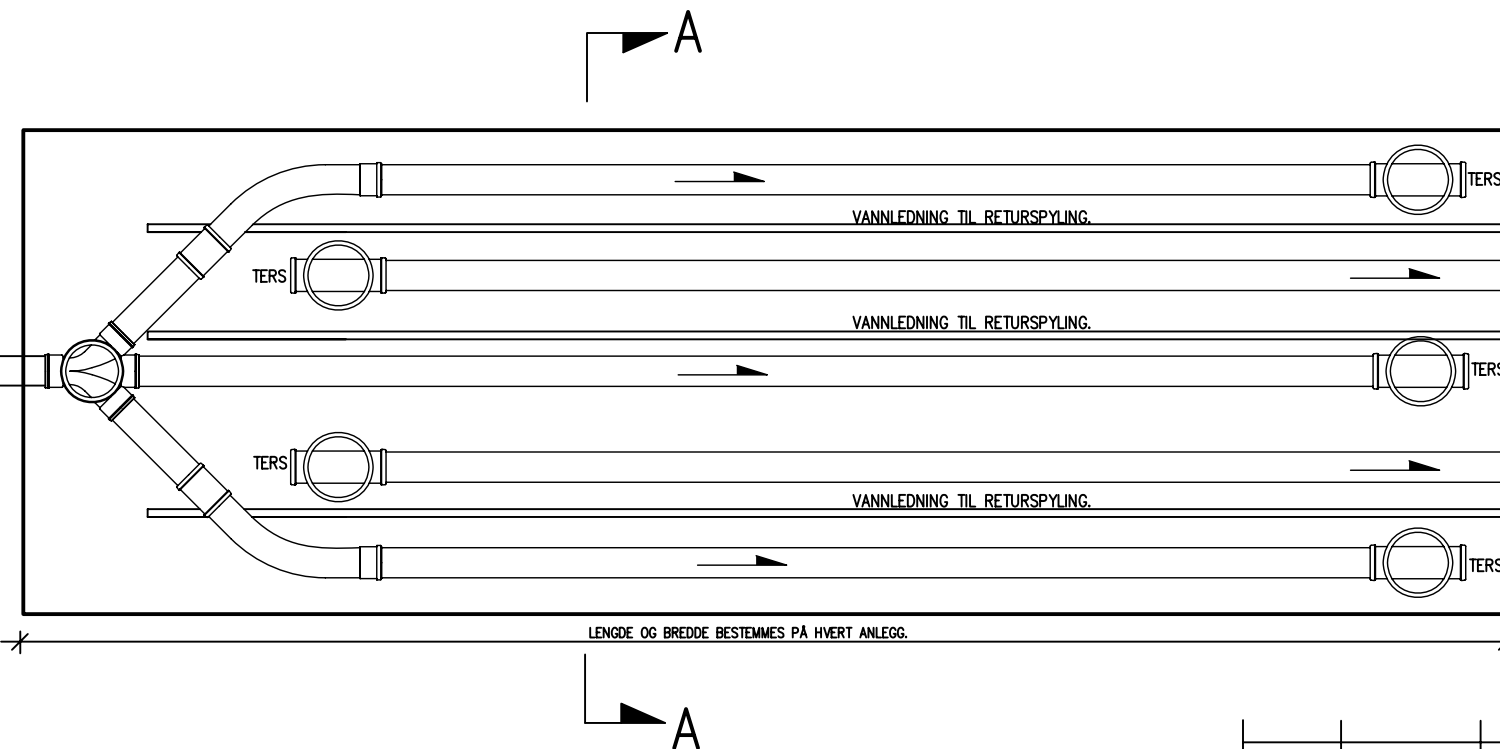 A
TERS
VANNLEDNING TIL RETURSPYLING.
TERS
VANNLEDNING TIL RETURSPYLING.
TERS
TERS
VANNLEDNING TIL RETURSPYLING.
TERS
LENGDE OG BREDDE BESTEMMES PÅ HVERT ANLEGG.
A